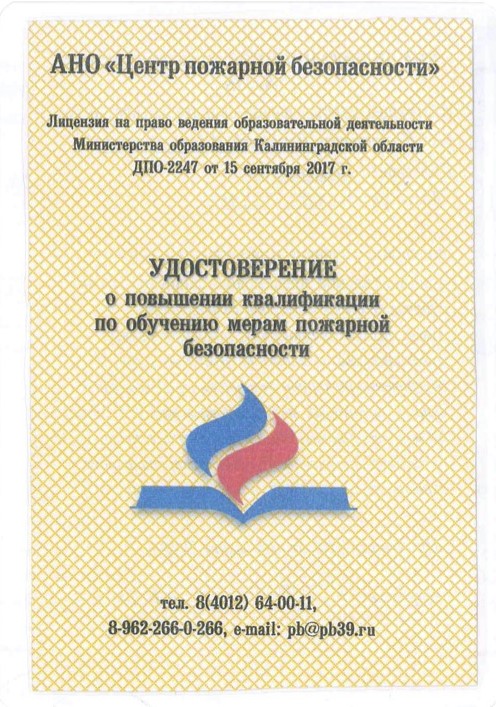 АНО «Центр пожарной безопасности»
Лицензия на право ведения образовательной деятельности
Министерства образования Калининградской области
ДПО-2247 от 15 сентября 2017 г.
УДОСТОВЕРЕНИЕ
о повышении квалификации
по обучению мерам пожарной
безопасности
тел. 8(4012) 64-00-11,
8-962-266-0-266, e-mail: pb@pb39.ru